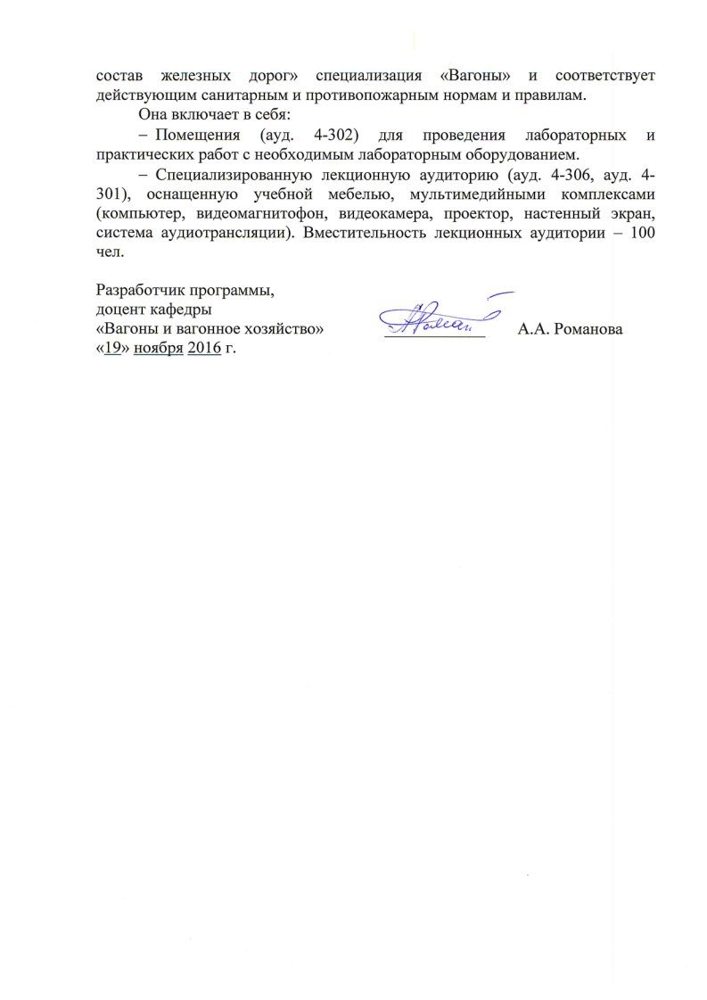 состав железных дорог» специализация «Вагоны» и соответствует
действующим санитарным и противопожарным нормам и правилам.
Она включает в себя:
– Помещения (ауд. 4-302) для проведения лабораторных и
практических работ с необходимым лабораторным оборудованием.
– Специализированную лекционную аудиторию (ауд. 4-306, ауд. 4-
301), оснащенную учебной мебелью, мультимедийными комплексами
(компьютер, видеомагнитофон, видеокамера, проектор, настенный экран,
система аудиотрансляции). Вместительность лекционных аудитории – 100
чел.
Разработчик программы,
доцент кафедры
«Вагоны и вагонное хозяйство» А.А. Романова
«19» ноября 2016 г.